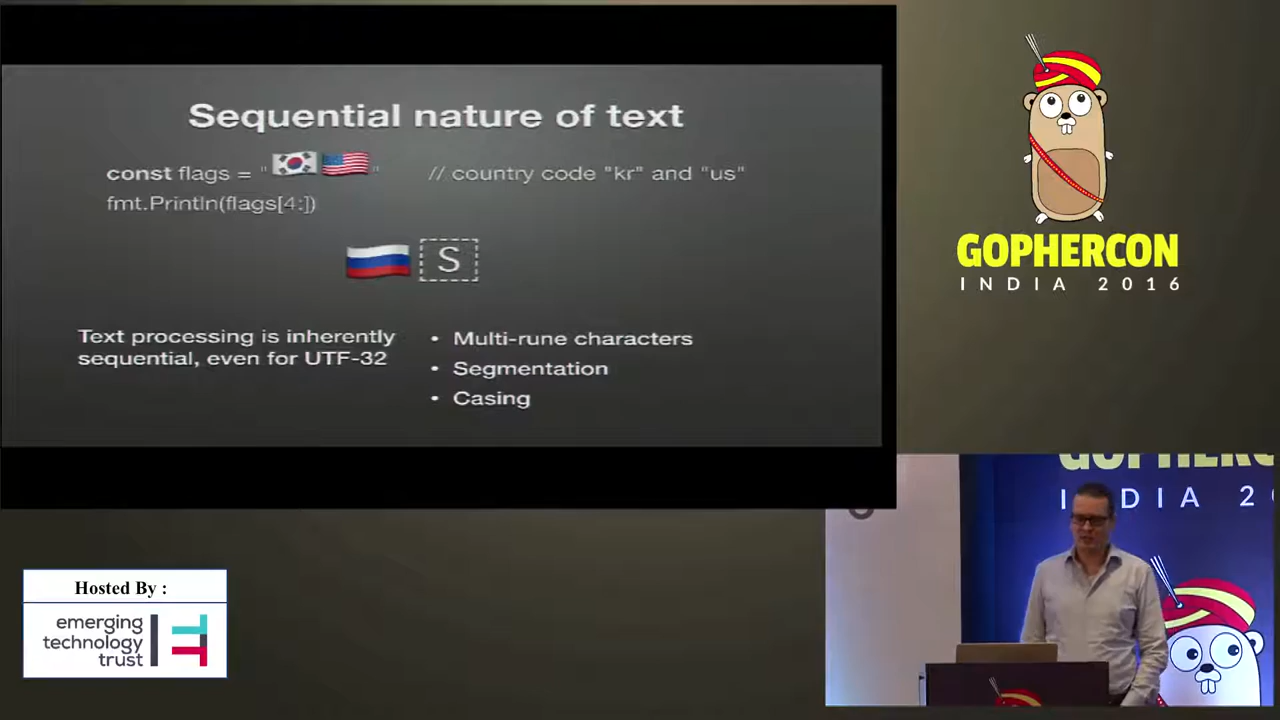 Sequential nature of text
const flags = "🇰🇷🇺🇸" // country code "kr" and "us"
fmt.Println(flags[4:])
S
Text processing is inherently
sequential, even for UTF-32
• Multi-rune characters
• Segmentation
• Casing
GOPHERCON
INDIA 2016
GOPHERC
INDIA 2
Hosted By :
emerging
technology
trust